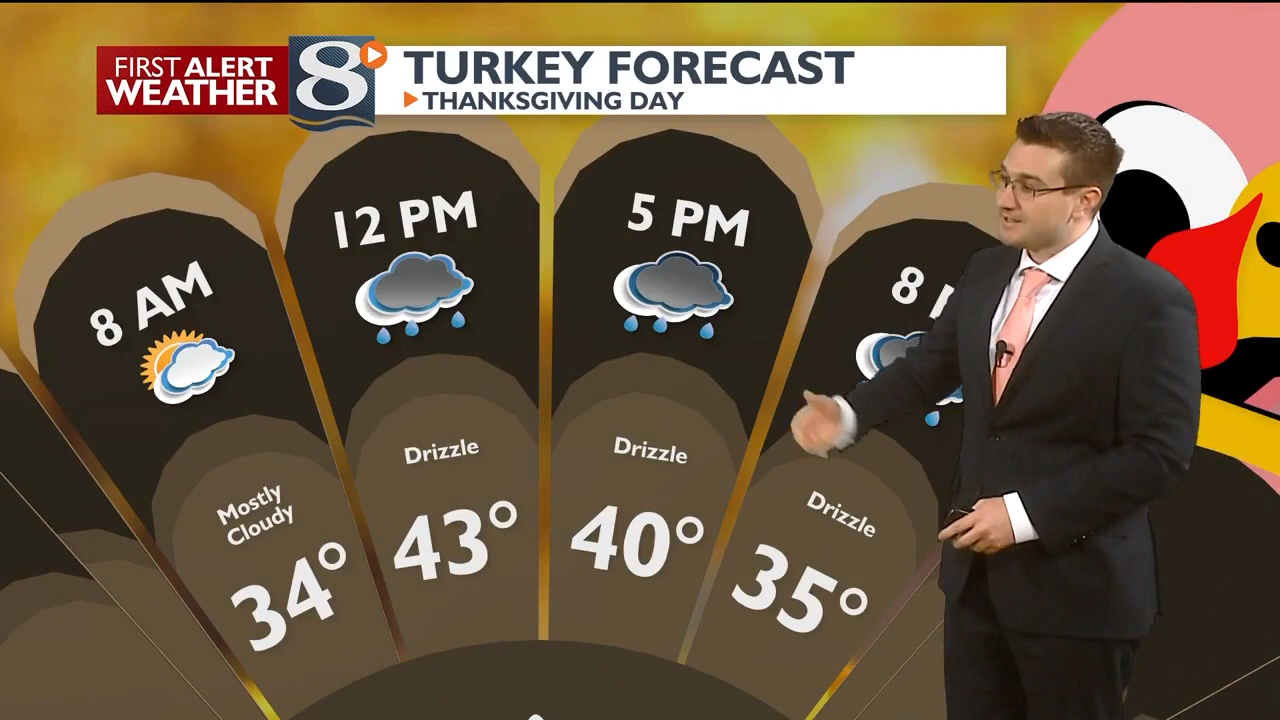 FIRST ALERT
WEATHER
8
TURKEY FORECAST
THANKSGIVING DAY
8 AM
Mostly
Cloudy
34°
12 PM
Drizzle
43°
5 PM
Drizzle
40°
8
Drizzle
35°